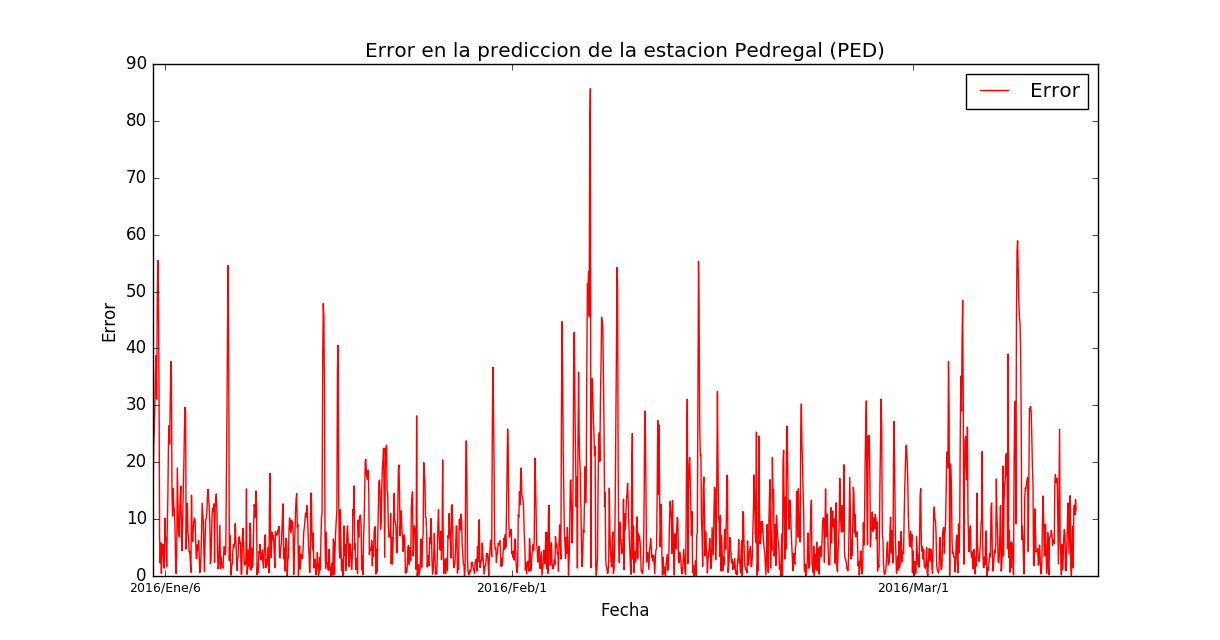 Error en la prediccion de la estacion Pedregal (PED)
Error
90
80
70
60
50
40
30
20
10
0
Error
2016/Ene/6
2016/Feb/1
2016/Mar/1
Fecha